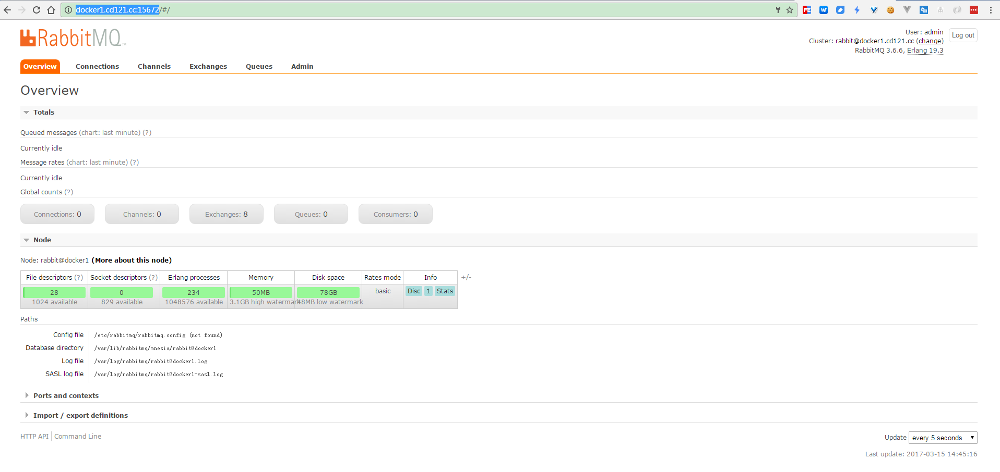 docker1.cd121.cc:15672/#/
RabbitMQ TM
User: admin
Cluster: rabbit@docker1.cd121.cc (change)
RabbitMQ 3.6.6, Erlang 19.3
Log out
Overview Connections Channels Exchanges Queues Admin
Overview
Totals
Queued messages (chart: last minute) (?)
Currently idle
Message rates (chart: last minute) (?)
Currently idle
Global counts (?)
Connections: 0 Channels: 0 Exchanges: 8 Queues: 0 Consumers: 0
Node
Node: rabbit@docker1 (More about this node)
File descriptors (?) Socket descriptors (?) Erlang processes Memory Disk space Rates mode Info +/-
28 0 234 50MB 78GB basic Disc 1 Stats
1024 available 829 available 1048576 available 3.1GB high watermark 48MB low watermark
Paths
Config file /etc/rabbitmq/rabbitmq.config (not found)
Database directory /var/lib/rabbitmq/mnesia/rabbit@docker1
Log file /var/log/rabbitmq/rabbit@docker1.log
SASL log file /var/log/rabbitmq/rabbit@docker1-sasl.log
Ports and contexts
Import / export definitions
HTTP API Command Line
Update every 5 seconds
Last update: 2017-03-15 14:45:16